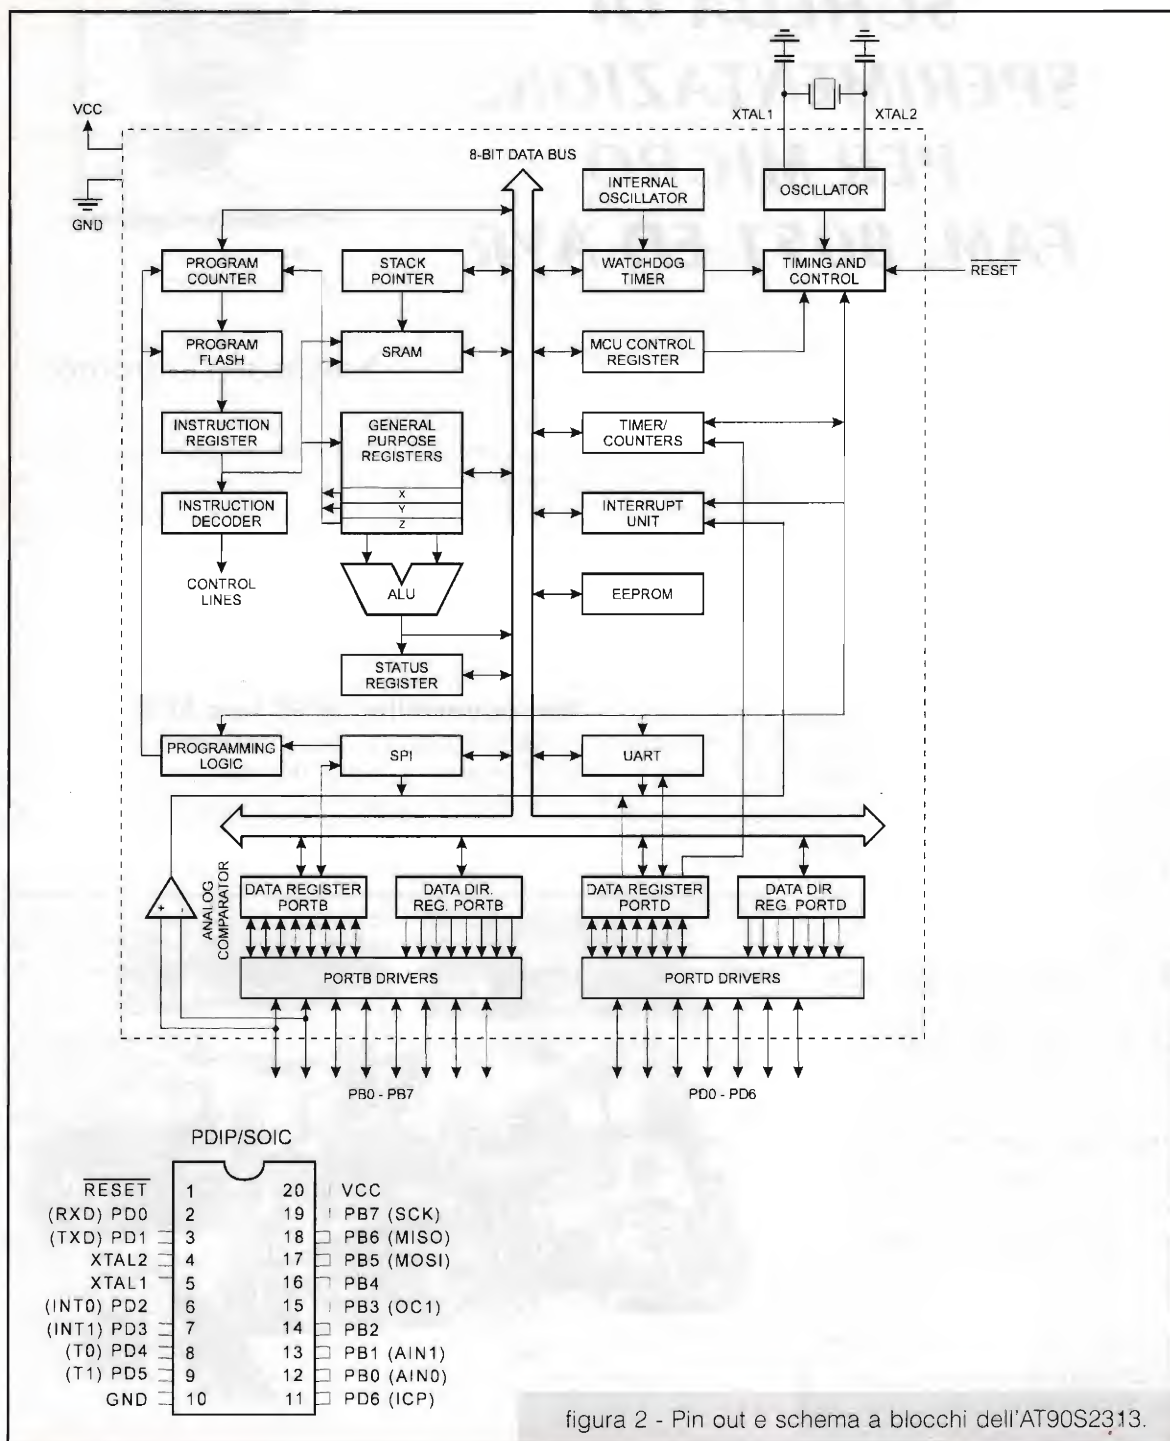 XTAL1
XTAL2
VCC
GND
8-BIT DATA BUS
INTERNAL
OSCILLATOR
OSCILLATOR
PROGRAM
COUNTER
STACK
POINTER
WATCHDOG
TIMER
TIMING AND
CONTROL
RESET
PROGRAM
FLASH
SRAM
MCU CONTROL
REGISTER
INSTRUCTION
REGISTER
GENERAL
PURPOSE
REGISTERS
X
Y
Z
TIMER/
COUNTERS
INSTRUCTION
DECODER
INTERRUPT
UNIT
CONTROL
LINES
ALU
EEPROM
STATUS
REGISTER
PROGRAMMING
LOGIC
SPI
UART
+
-
ANALOG
COMPARATOR
DATA REGISTER
PORTB
DATA DIR.
REG. PORTB
DATA REGISTER
PORTD
DATA DIR
REG. PORTD
PORTB DRIVERS
PORTD DRIVERS
PB0 - PB7
PD0 - PD6
PDIP/SOIC
RESET 1 20 VCC
(RXD) PD0 2 19 PB7 (SCK)
(TXD) PD1 3 18 PB6 (MISO)
XTAL2 4 17 PB5 (MOSI)
XTAL1 5 16 PB4
(INT0) PD2 6 15 PB3 (OC1)
(INT1) PD3 7 14 PB2
(T0) PD4 8 13 PB1 (AIN1)
(T1) PD5 9 12 PB0 (AIN0)
GND 10 11 PD6 (ICP)
figura 2 - Pin out e schema a blocchi dell'AT90S2313.